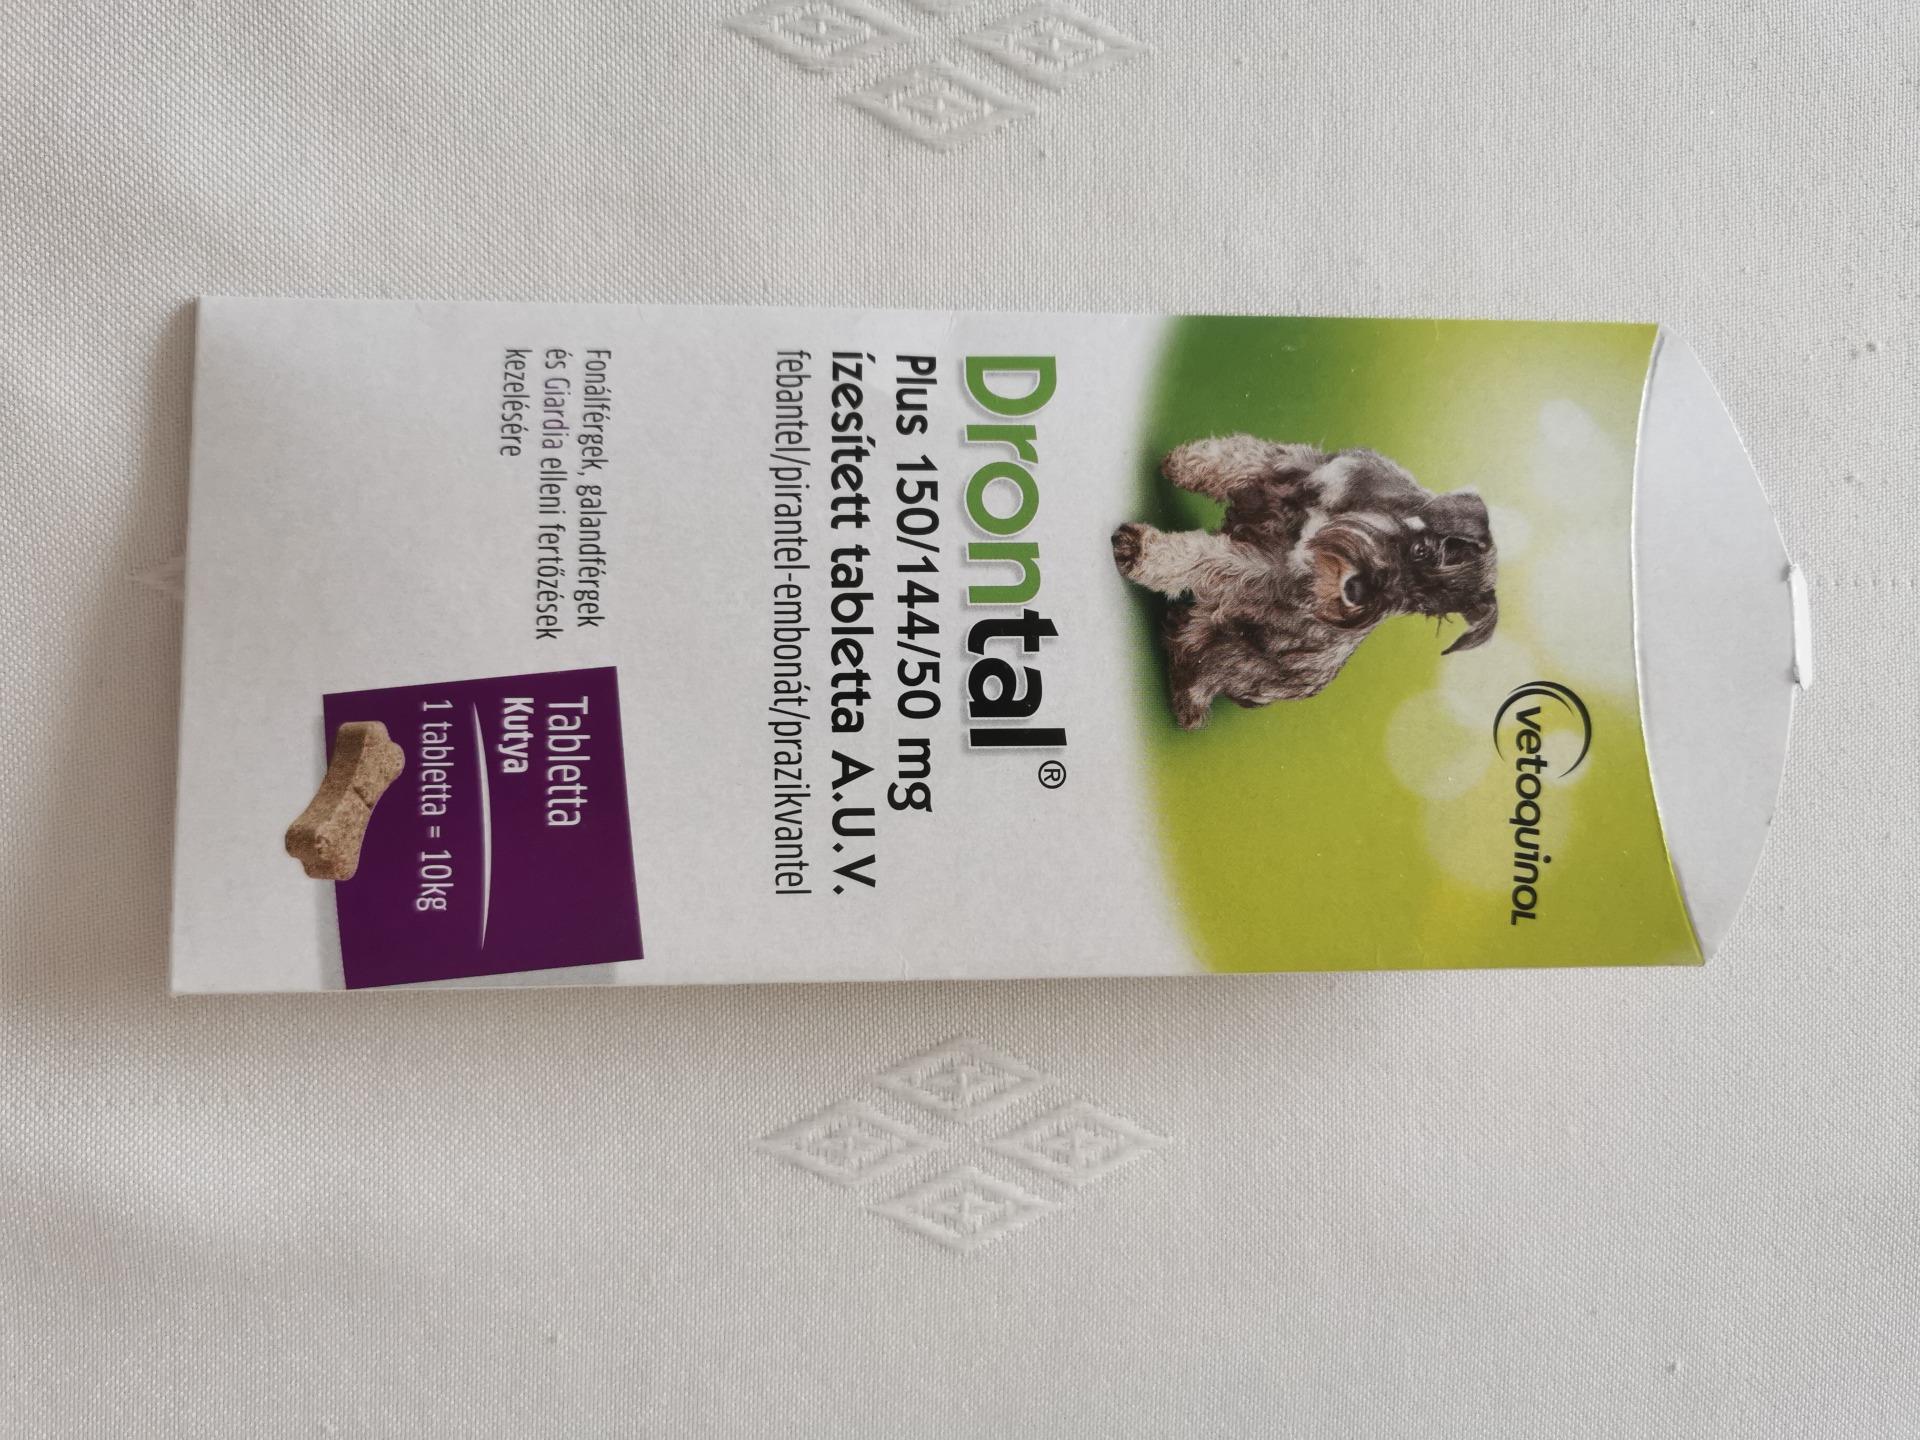 vetoquinol
Drontal®
Plus 150/144/50 mg
ízesített tabletta A.U.V.
febantel/pirantel-embonát/prazikvantel
Fonálférgek, galandférgek
és Giardia elleni fertőzések
kezelésére
Tabletta
Kutya
1 tabletta = 10kg